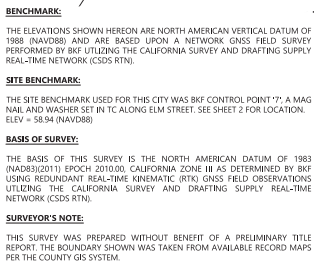 BENCHMARK:
THE ELEVATIONS SHOWN HEREON ARE NORTH AMERICAN VERTICAL DATUM OF
1988 (NAVD88) AND ARE BASED UPON A NETWORK GNSS FIELD SURVEY
PERFORMED BY BKF UTLIZING THE CALIFORNIA SURVEY AND DRAFTING SUPPLY
REAL-TIME NETWORK (CSDS RTN).
SITE BENCHMARK:
THE SITE BENCHMARK USED FOR THIS CITY WAS BKF CONTROL POINT '7', A MAG
NAIL AND WASHER SET IN TC ALONG ELM STREET. SEE SHEET 2 FOR LOCATION.
ELEV = 58.94 (NAVD88)
BASIS OF SURVEY:
THE BASIS OF THIS SURVEY IS THE NORTH AMERICAN DATUM OF 1983
(NAD83)(2011) EPOCH 2010.00, CALIFORNIA ZONE III AS DETERMINED BY BKF
USING REDUNDANT REAL-TIME KINEMATIC (RTK) GNSS FIELD OBSERVATIONS
UTLIZING THE CALIFORNIA SURVEY AND DRAFTING SUPPLY REAL-TIME
NETWORK (CSDS RTN).
SURVEYOR'S NOTE:
THIS SURVEY WAS PREPARED WITHOUT BENEFIT OF A PRELIMINARY TITLE
REPORT. THE BOUNDARY SHOWN WAS TAKEN FROM AVAILABLE RECORD MAPS
PER THE COUNTY GIS SYSTEM.